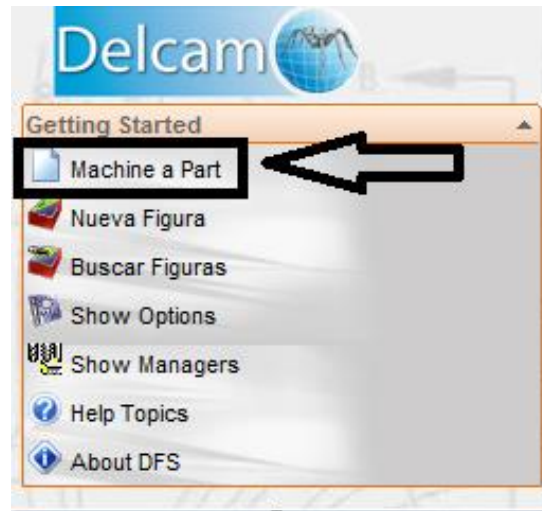 Delcam
Getting Started
Machine a Part
Nueva Figura
Buscar Figuras
Show Options
Show Managers
Help Topics
About DFS